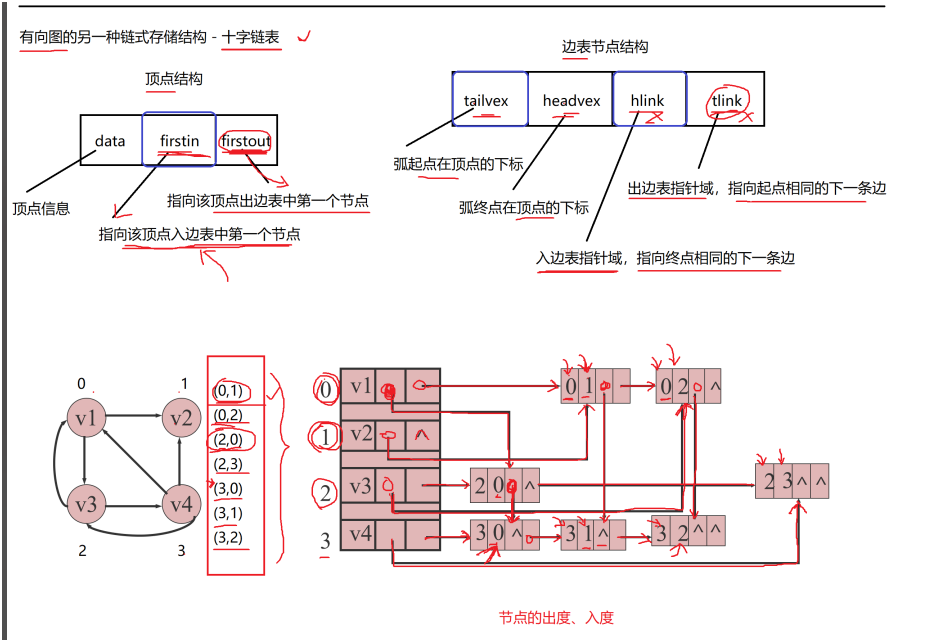 有向图的另一种链式存储结构 - 十字链表
顶点结构
data firstin firstout
顶点信息
指向该顶点出边表中第一个节点
指向该顶点入边表中第一个节点
边表节点结构
tailvex headvex hlink tlink
弧起点在顶点的下标
弧终点在顶点的下标
出边表指针域，指向起点相同的下一条边
入边表指针域，指向终点相同的下一条边
0 1
v1 v2
v3 v4
2 3
(0,1)
(0,2)
(2,0)
(2,3)
(3,0)
(3,1)
(3,2)
0 v1 0 1 0 2 ^
1 v2 ^
2 v3 2 0 ^ 2 3 ^ ^
3 v4 3 0 ^ 3 1 ^ 3 2 ^ ^
节点的出度、入度